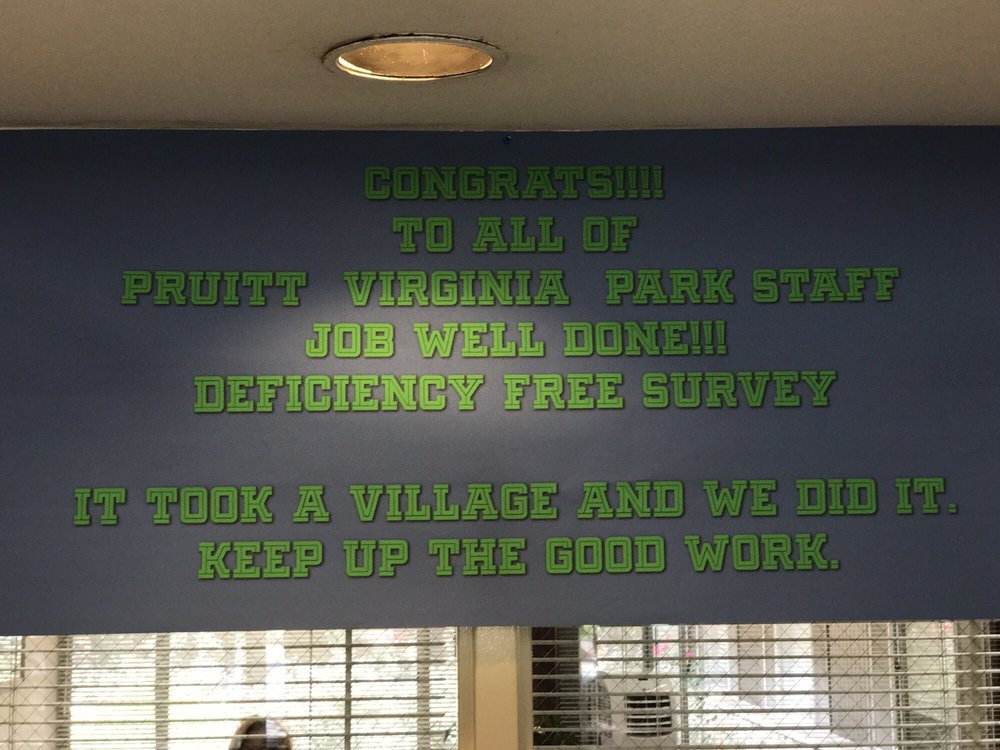 CONGRATS!!!!
TO ALL OF
PRUITT VIRGINIA PARK STAFF
JOB WELL DONE!!!
DEFICIENCY FREE SURVEY
IT TOOK A VILLAGE AND WE DID IT.
KEEP UP THE GOOD WORK.